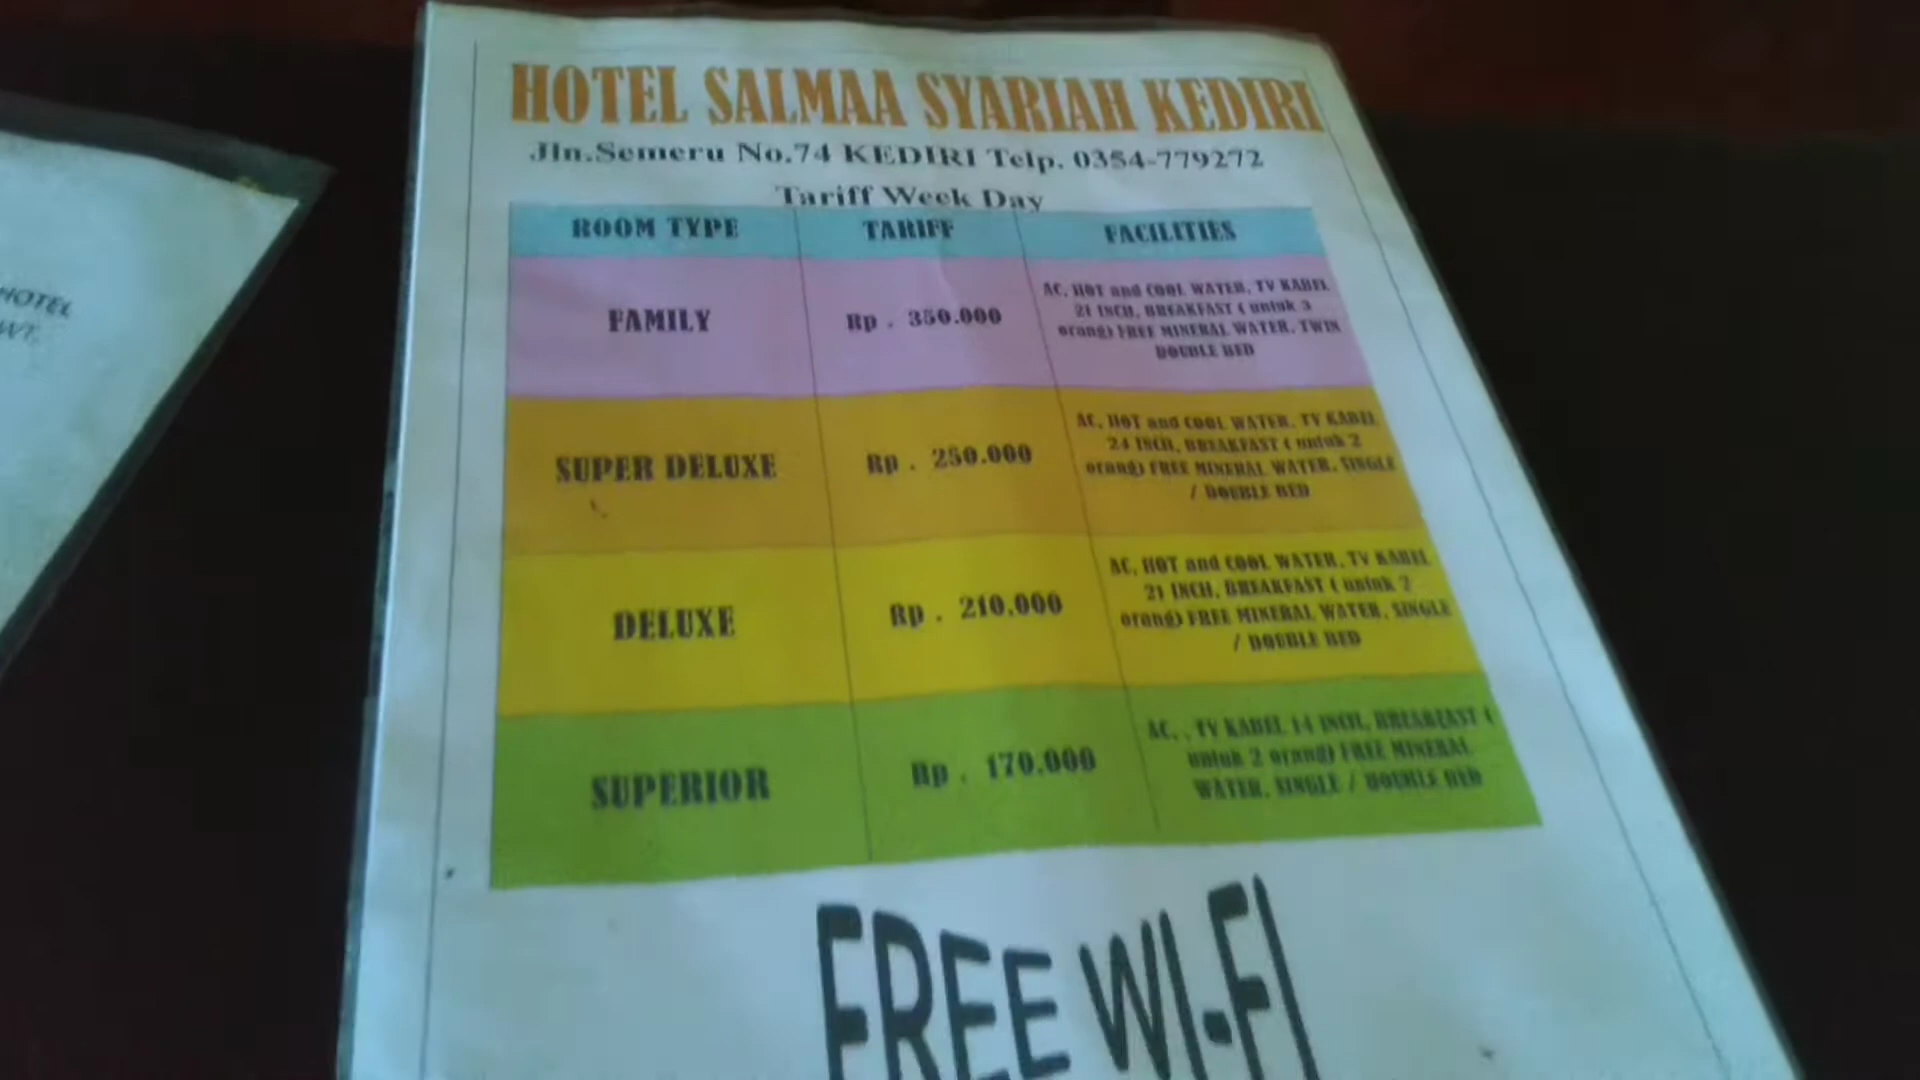 HOTEL SALMAA SYARIAH KEDIRI
Jln.Semeru No.74 KEDIRI Telp. 0354-779272
Tariff Week Day
ROOM TYPE TARIFF FACILITIES
FAMILY Rp . 350.000
AC, HOT and COOL WATER, TV KABEL
21 INCH, BREAKFAST ( untuk 3
orang) FREE MINERAL WATER, TWIN
DOUBLE BED
SUPER DELUXE Rp . 250.000
AC, HOT and COOL WATER, TV KABEL
24 INCH, BREAKFAST ( untuk 2
orang) FREE MINERAL WATER, SINGLE
/ DOUBLE BED
DELUXE Rp . 210.000
AC, HOT and COOL WATER, TV KABEL
21 INCH, BREAKFAST ( untuk 2
orang) FREE MINERAL WATER, SINGLE
/ DOUBLE BED
SUPERIOR Rp . 170.000
AC, , TV KABEL 14 INCH, BREAKFAST (
untuk 2 orang) FREE MINERAL
WATER, SINGLE / DOUBLE BED
FREE WI-FI
HOTEL